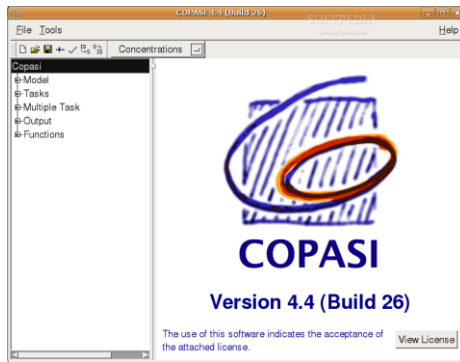 COPASI 4.4 (Build 26)
SOFTPEDIA
File Tools Help
Concentrations
Copasi
Model
Tasks
Multiple Task
Output
Functions
COPASI
Version 4.4 (Build 26)
The use of this software indicates the acceptance of
the attached license.
View License